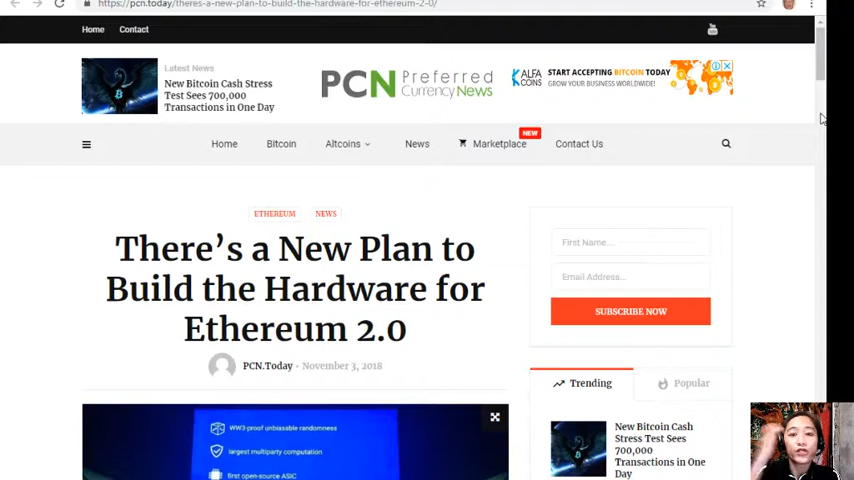 https://pcn.today/theres-a-new-plan-to-build-the-hardware-for-ethereum-2-0/
Home Contact
You
Latest News
New Bitcoin Cash Stress
Test Sees 700,000
Transactions in One Day
PCN Preferred
Currency News
ALFA
COINS
START ACCEPTING BITCOIN TODAY
GROW YOUR BUSINESS WORLDWIDE!
Home Bitcoin Altcoins News Marketplace Contact Us
NEW
ETHEREUM NEWS
There's a New Plan to
Build the Hardware for
Ethereum 2.0
PCN.Today - November 3, 2018
WW3-proof unbiasable randomness
largest multiparty computation
first open-source ASIC
First Name...
Email Address...
SUBSCRIBE NOW
Trending Popular
New Bitcoin Cash
Stress Test Sees
700,000
Transactions in One
Day